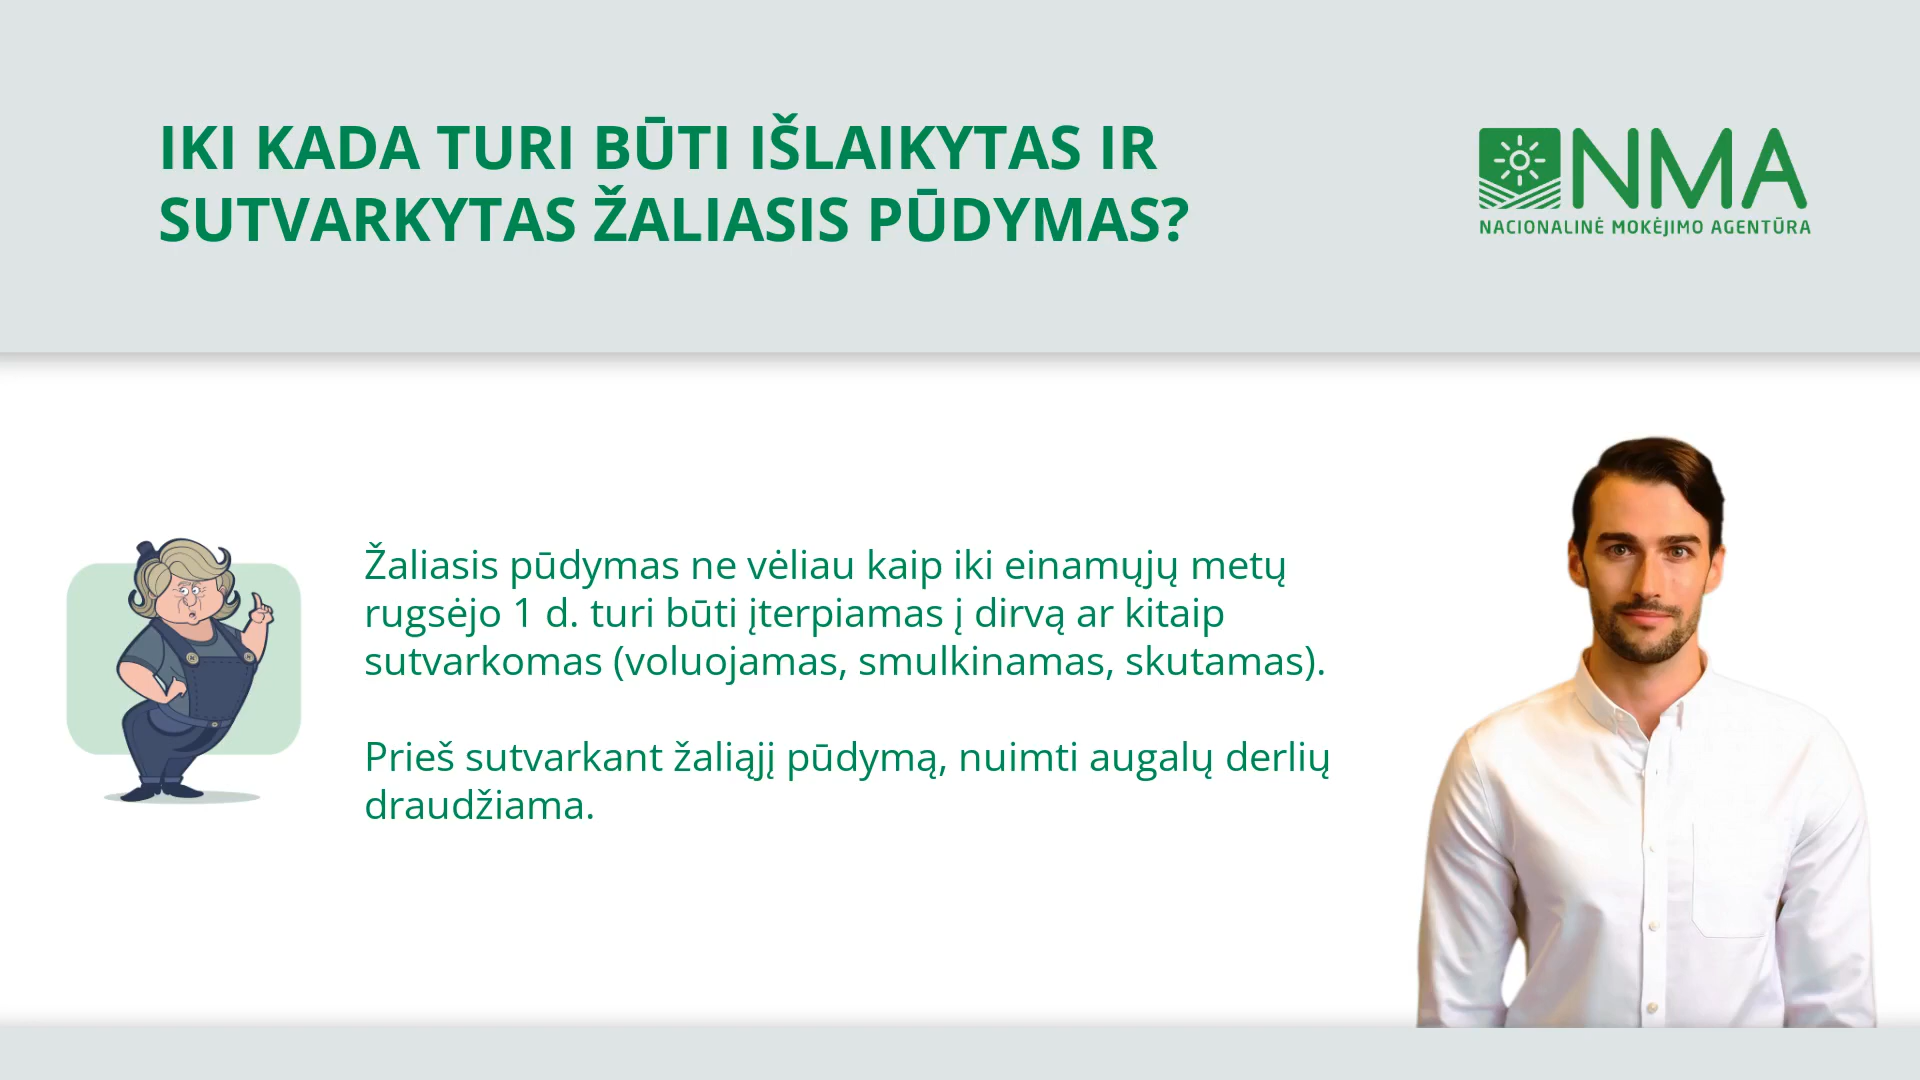 IKI KADA TURI BŪTI IŠLAIKYTAS IR
SUTVARKYTAS ŽALIASIS PŪDYMAS?
NMA
NACIONALINĖ MOKĖJIMO AGENTŪRA
Žaliasis pūdymas ne vėliau kaip iki einamųjų metų
rugsėjo 1 d. turi būti įterpiamas į dirvą ar kitaip
sutvarkomas (voluojamas, smulkinamas, skutamas).
Prieš sutvarkant žaliąjį pūdymą, nuimti augalų derlių
draudžiama.